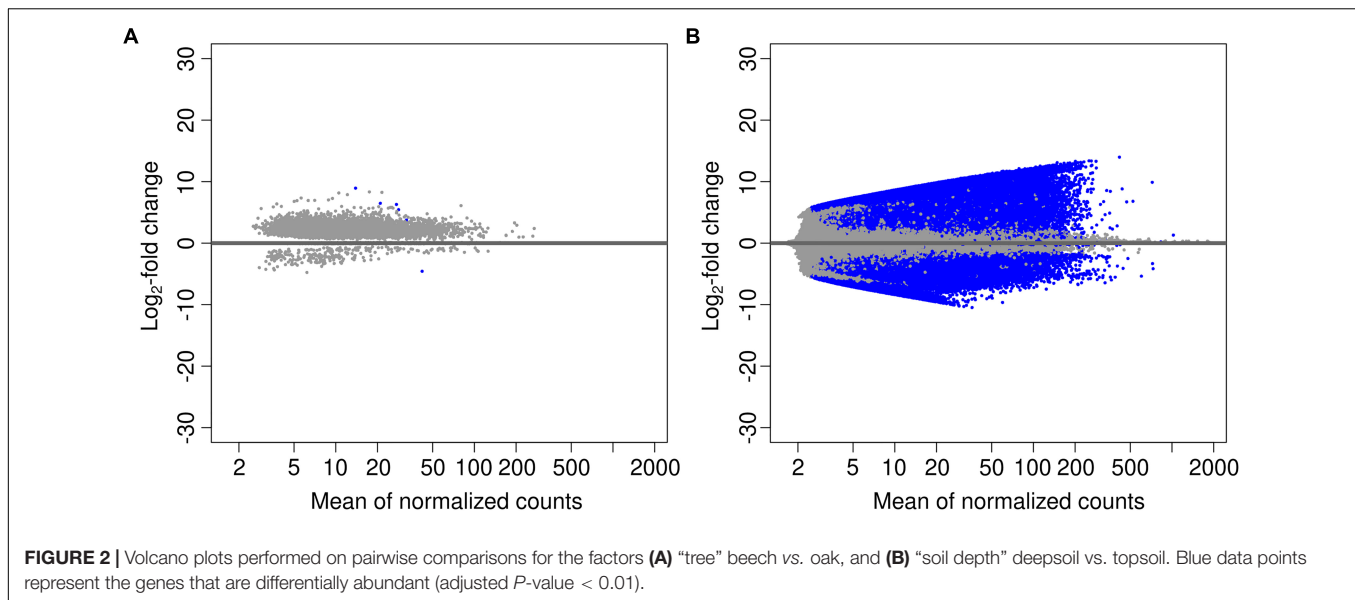 A
B
30
20
10
0
-10
-20
-30
Log₂-fold change
2 5 10 20 50 100 200 500 2000
Mean of normalized counts
30
20
10
0
-10
-20
-30
Log₂-fold change
2 5 10 20 50 100 200 500 2000
Mean of normalized counts
FIGURE 2 | Volcano plots performed on pairwise comparisons for the factors (A) “tree” beech vs. oak, and (B) “soil depth” deepsoil vs. topsoil. Blue data points
represent the genes that are differentially abundant (adjusted P-value < 0.01).